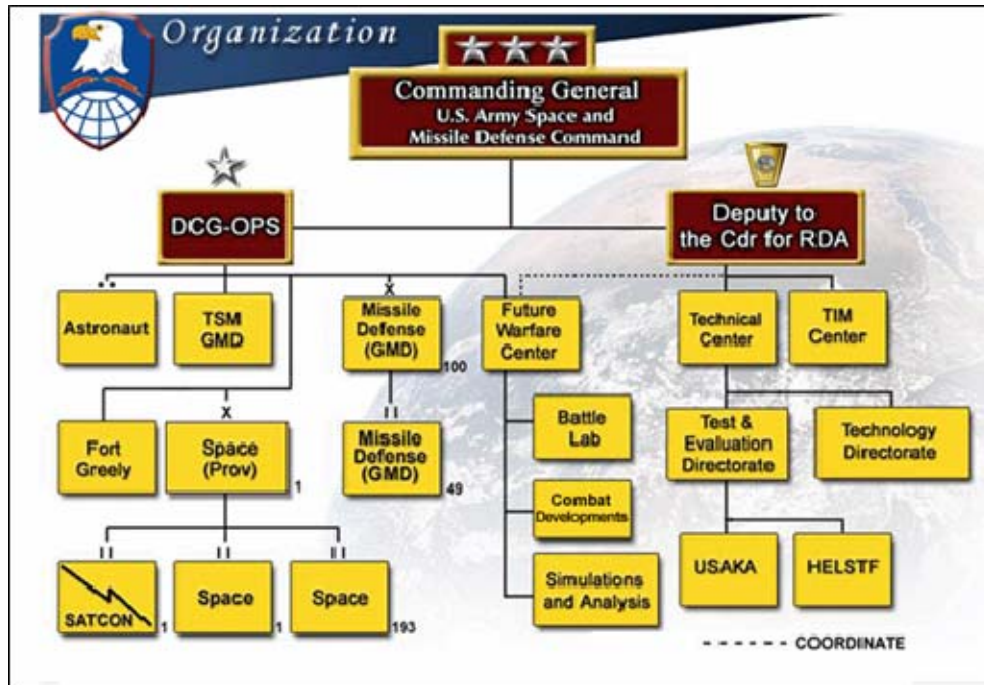 Organization
Commanding General
U.S. Army Space and
Missile Defense Command
DCG-OPS
Deputy to
the Cdr for RDA
Astronaut
TSMI
GMD
X
Missile
Defense
(GMD)
100
Future
Warfare
Center
Technical
Center
TIM
Center
Fort
Greely
X
Space
(Prov)
1
II
Missile
Defense
(GMD)
49
Battle
Lab
Test &
Evaluation
Directorate
Technology
Directorate
Combat
Developments
II
SATCON
1
II
Space
1
II
Space
193
Simulations
and Analysis
USAKA
HELSTF
COORDINATE